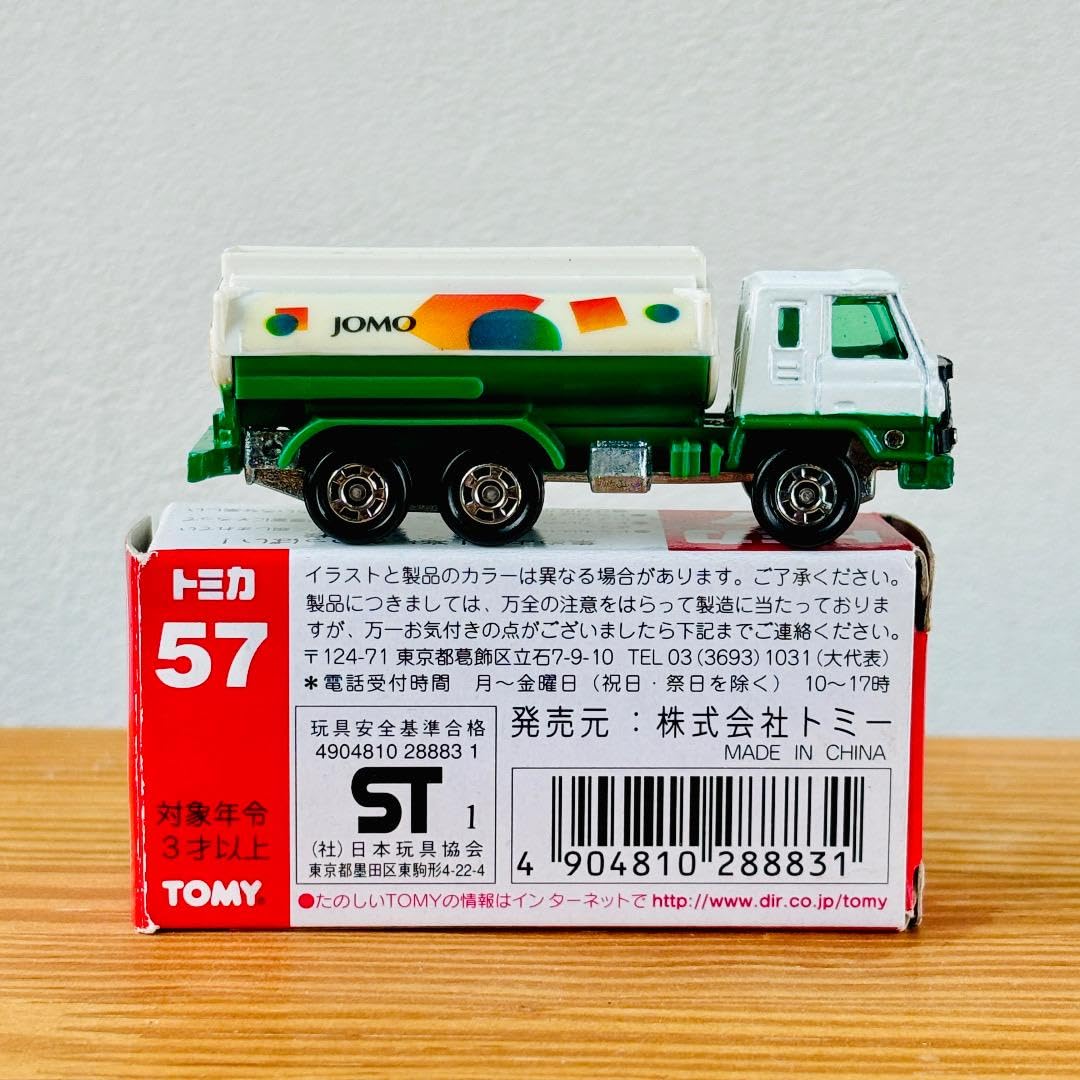 JOMO
トミカ
57
対象年令
3才以上
TOMY
イラストと製品のカラーは異なる場合があります。ご了承ください。
製品につきましては、万全の注意をはらって製造に当たっておりま
すが、万一お気付きの点がございましたら下記までご連絡ください。
〒124-71 東京都葛飾区立石7-9-10 TEL 03(3693)1031(大代表)
*電話受付時間 月〜金曜日(祝日・祭日を除く) 10〜17時
玩具安全基準合格
4904810 28883 1
ST 1
(社)日本玩具協会
東京都墨田区東駒形4-22-4
発売元:株式会社トミー
MADE IN CHINA
4 904810 288831
●たのしいTOMYの情報はインターネットで http://www.dir.co.jp/tomy